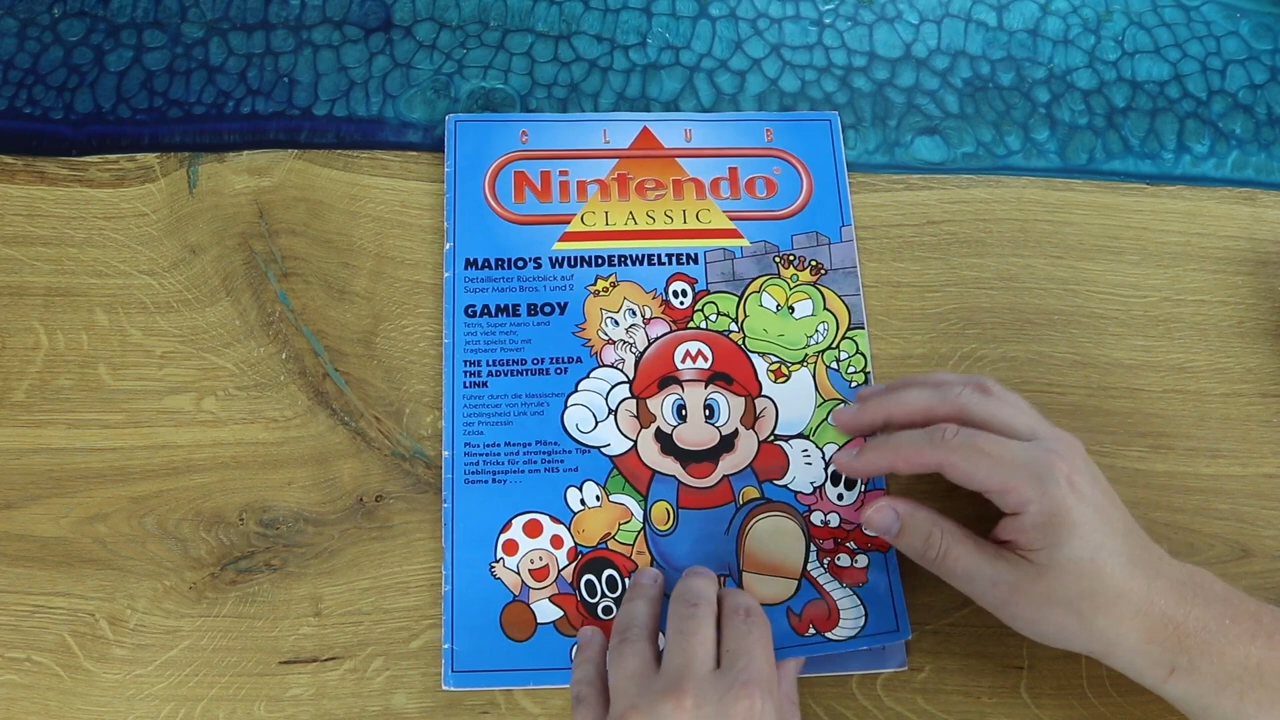 CLUB
Nintendo®
CLASSIC
MARIO'S WUNDERWELTEN
Detaillierter Rückblick auf
Super Mario Bros. 1 und 2
GAME BOY
Tetris, Super Mario Land
und viele mehr,
jetzt spielst Du mit
tragbarer Power!
THE LEGEND OF ZELDA
THE ADVENTURE OF
LINK
Führer durch die klassischen
Abenteuer von Hyrule's
Lieblingsheld Link und
der Prinzessin
Zelda.
Plus jede Menge Pläne,
Hinweise und strategische Tips
und Tricks für alle Deine
Lieblingsspiele am NES und
Game Boy . . .
M